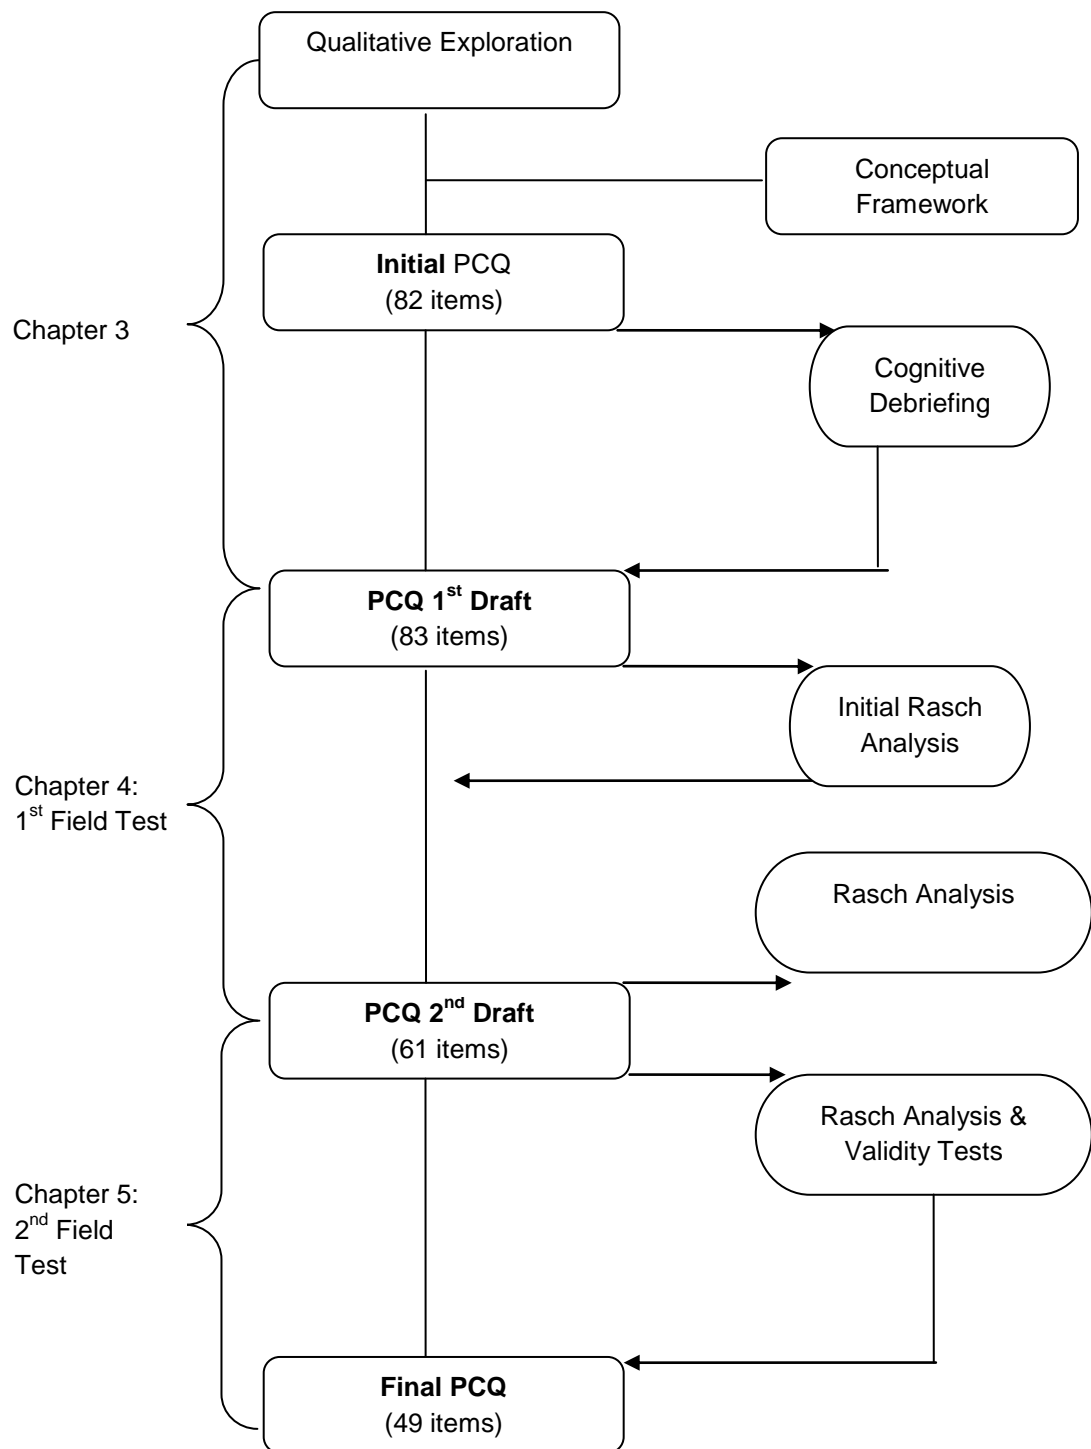 Qualitative Exploration
Conceptual
Framework
Initial PCQ
(82 items)
Chapter 3
Cognitive
Debriefing
PCQ 1st Draft
(83 items)
Initial Rasch
Analysis
Chapter 4:
1st Field Test
Rasch Analysis
PCQ 2nd Draft
(61 items)
Rasch Analysis &
Validity Tests
Chapter 5:
2nd Field
Test
Final PCQ
(49 items)